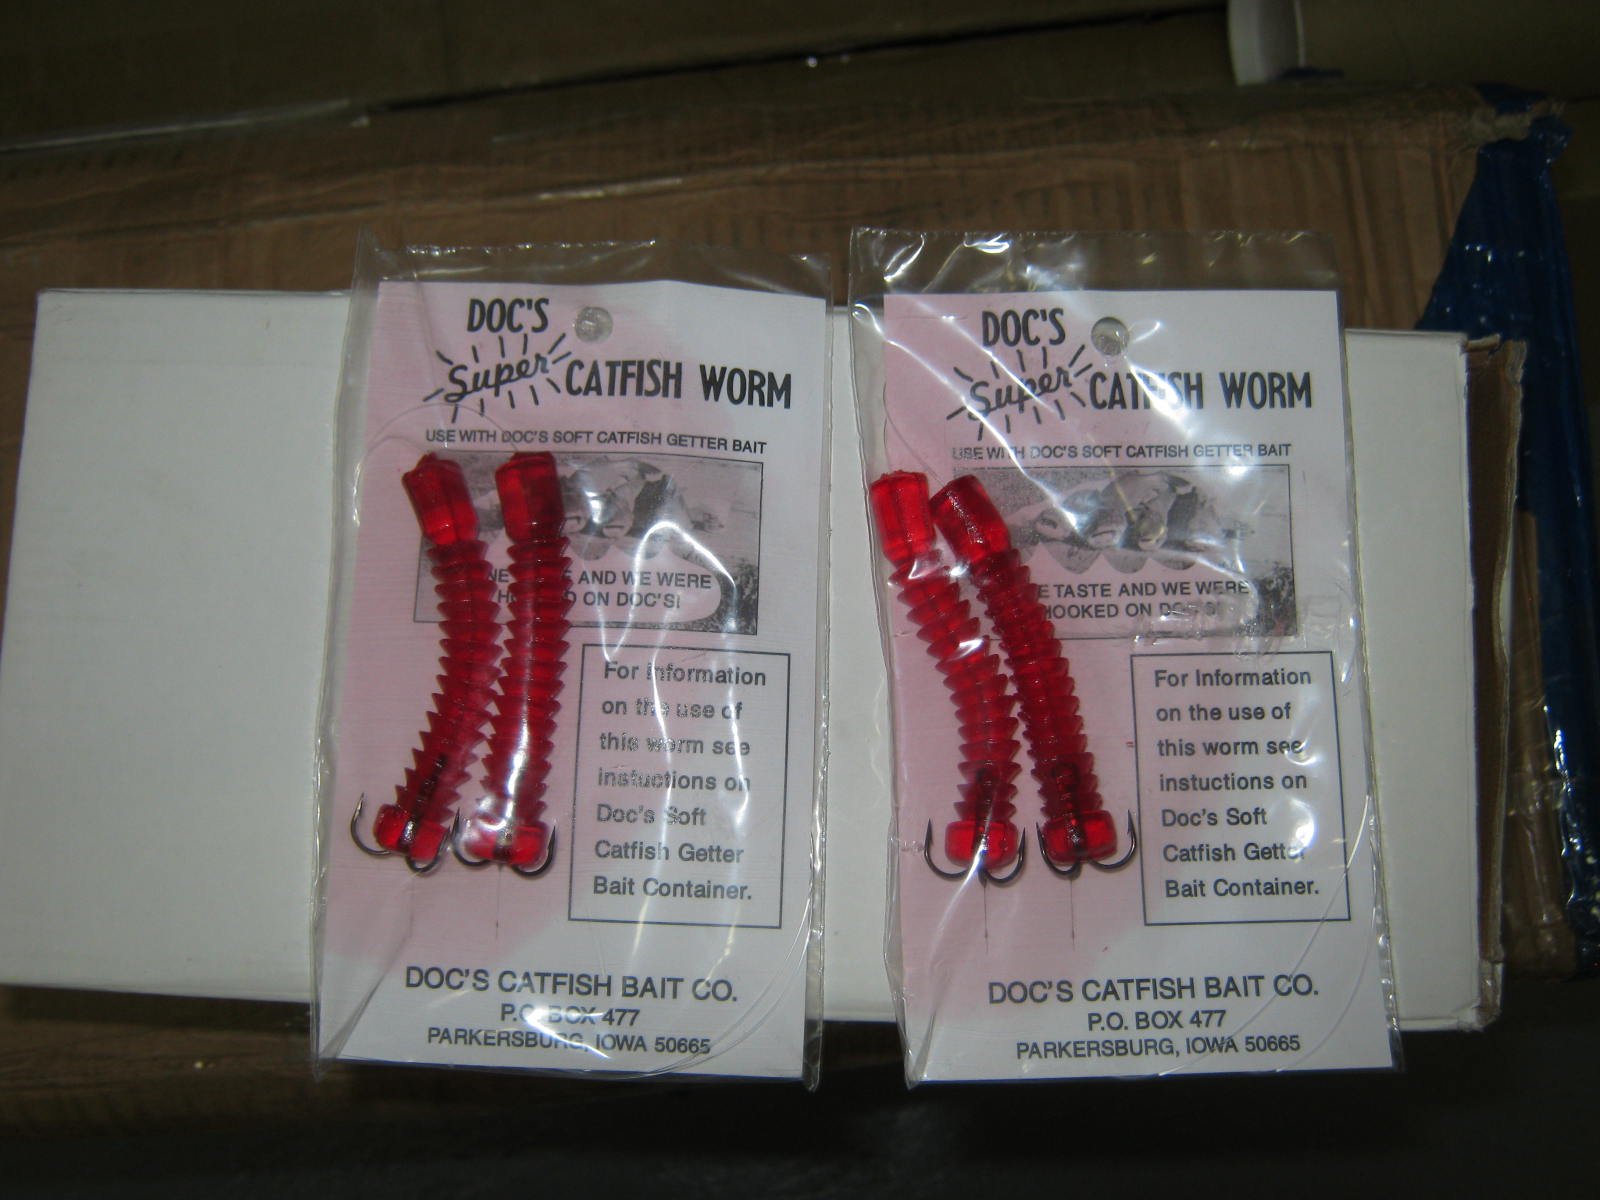 DOC'S
Super CATFISH WORM
USE WITH DOC'S SOFT CATFISH GETTER BAIT
AND WE WERE
ON DOC'S!
For Information
on the use of
this worm see
instuctions on
Doc's Soft
Catfish Getter
Bait Container.
DOC'S CATFISH BAIT CO.
P.O. BOX 477
PARKERSBURG, IOWA 50665
DOC'S
Super CATFISH WORM
USE WITH DOC'S SOFT CATFISH GETTER BAIT
TASTE AND WE WERE
HOOKED ON DOC'S!
For Information
on the use of
this worm see
instuctions on
Doc's Soft
Catfish Getter
Bait Container.
DOC'S CATFISH BAIT CO.
P.O. BOX 477
PARKERSBURG, IOWA 50665